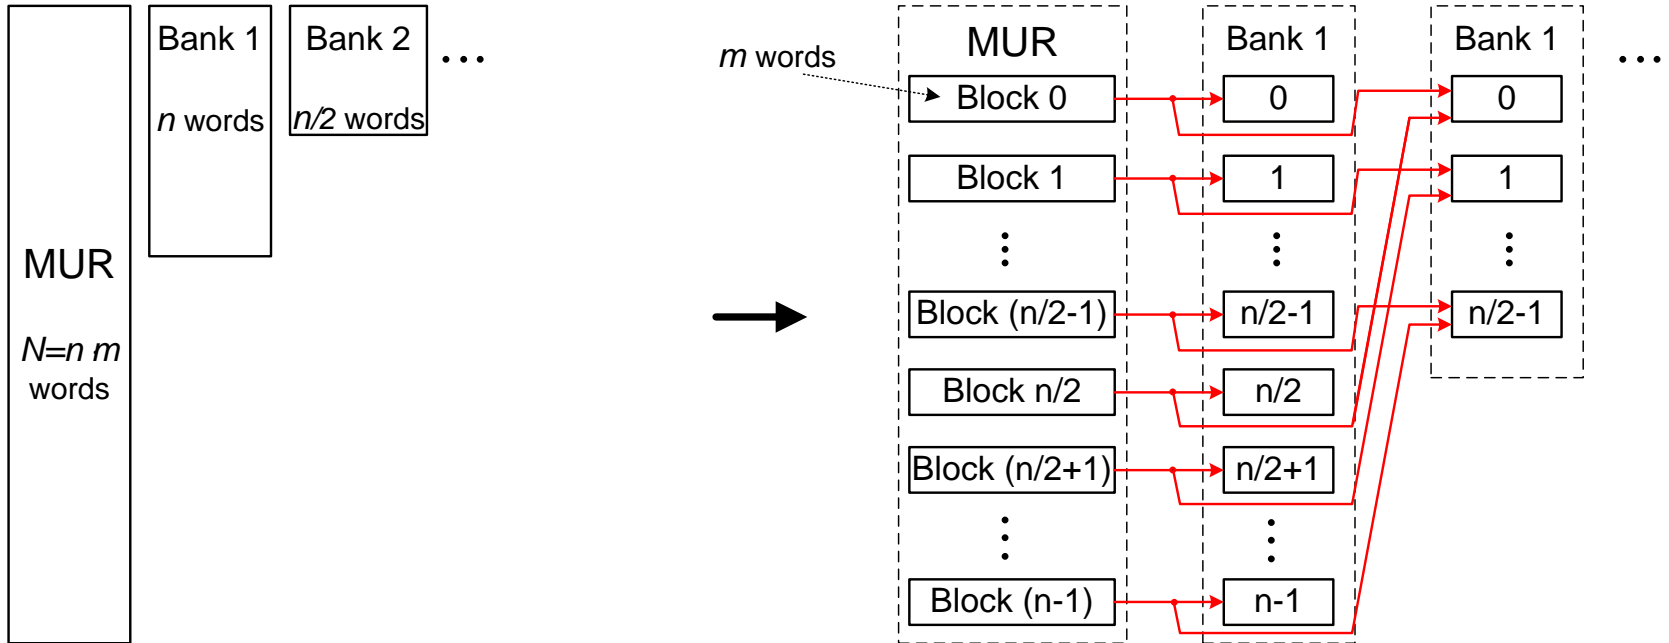 Bank 1
n words
Bank 2
n/2 words
...
MUR
N=n·m
words
m words
MUR
Block 0
Block 1
Block (n/2-1)
Block n/2
Block (n/2+1)
Block (n-1)
Bank 1
0
1
n/2-1
n/2
n/2+1
n-1
Bank 1
0
1
n/2-1
...